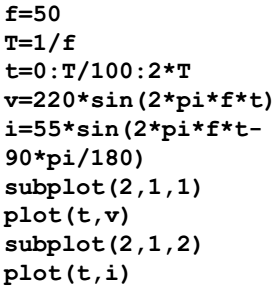 f=50
T=1/f
t=0:T/100:2*T
v=220*sin(2*pi*f*t)
i=55*sin(2*pi*f*t-
90*pi/180)
subplot(2,1,1)
plot(t,v)
subplot(2,1,2)
plot(t,i)